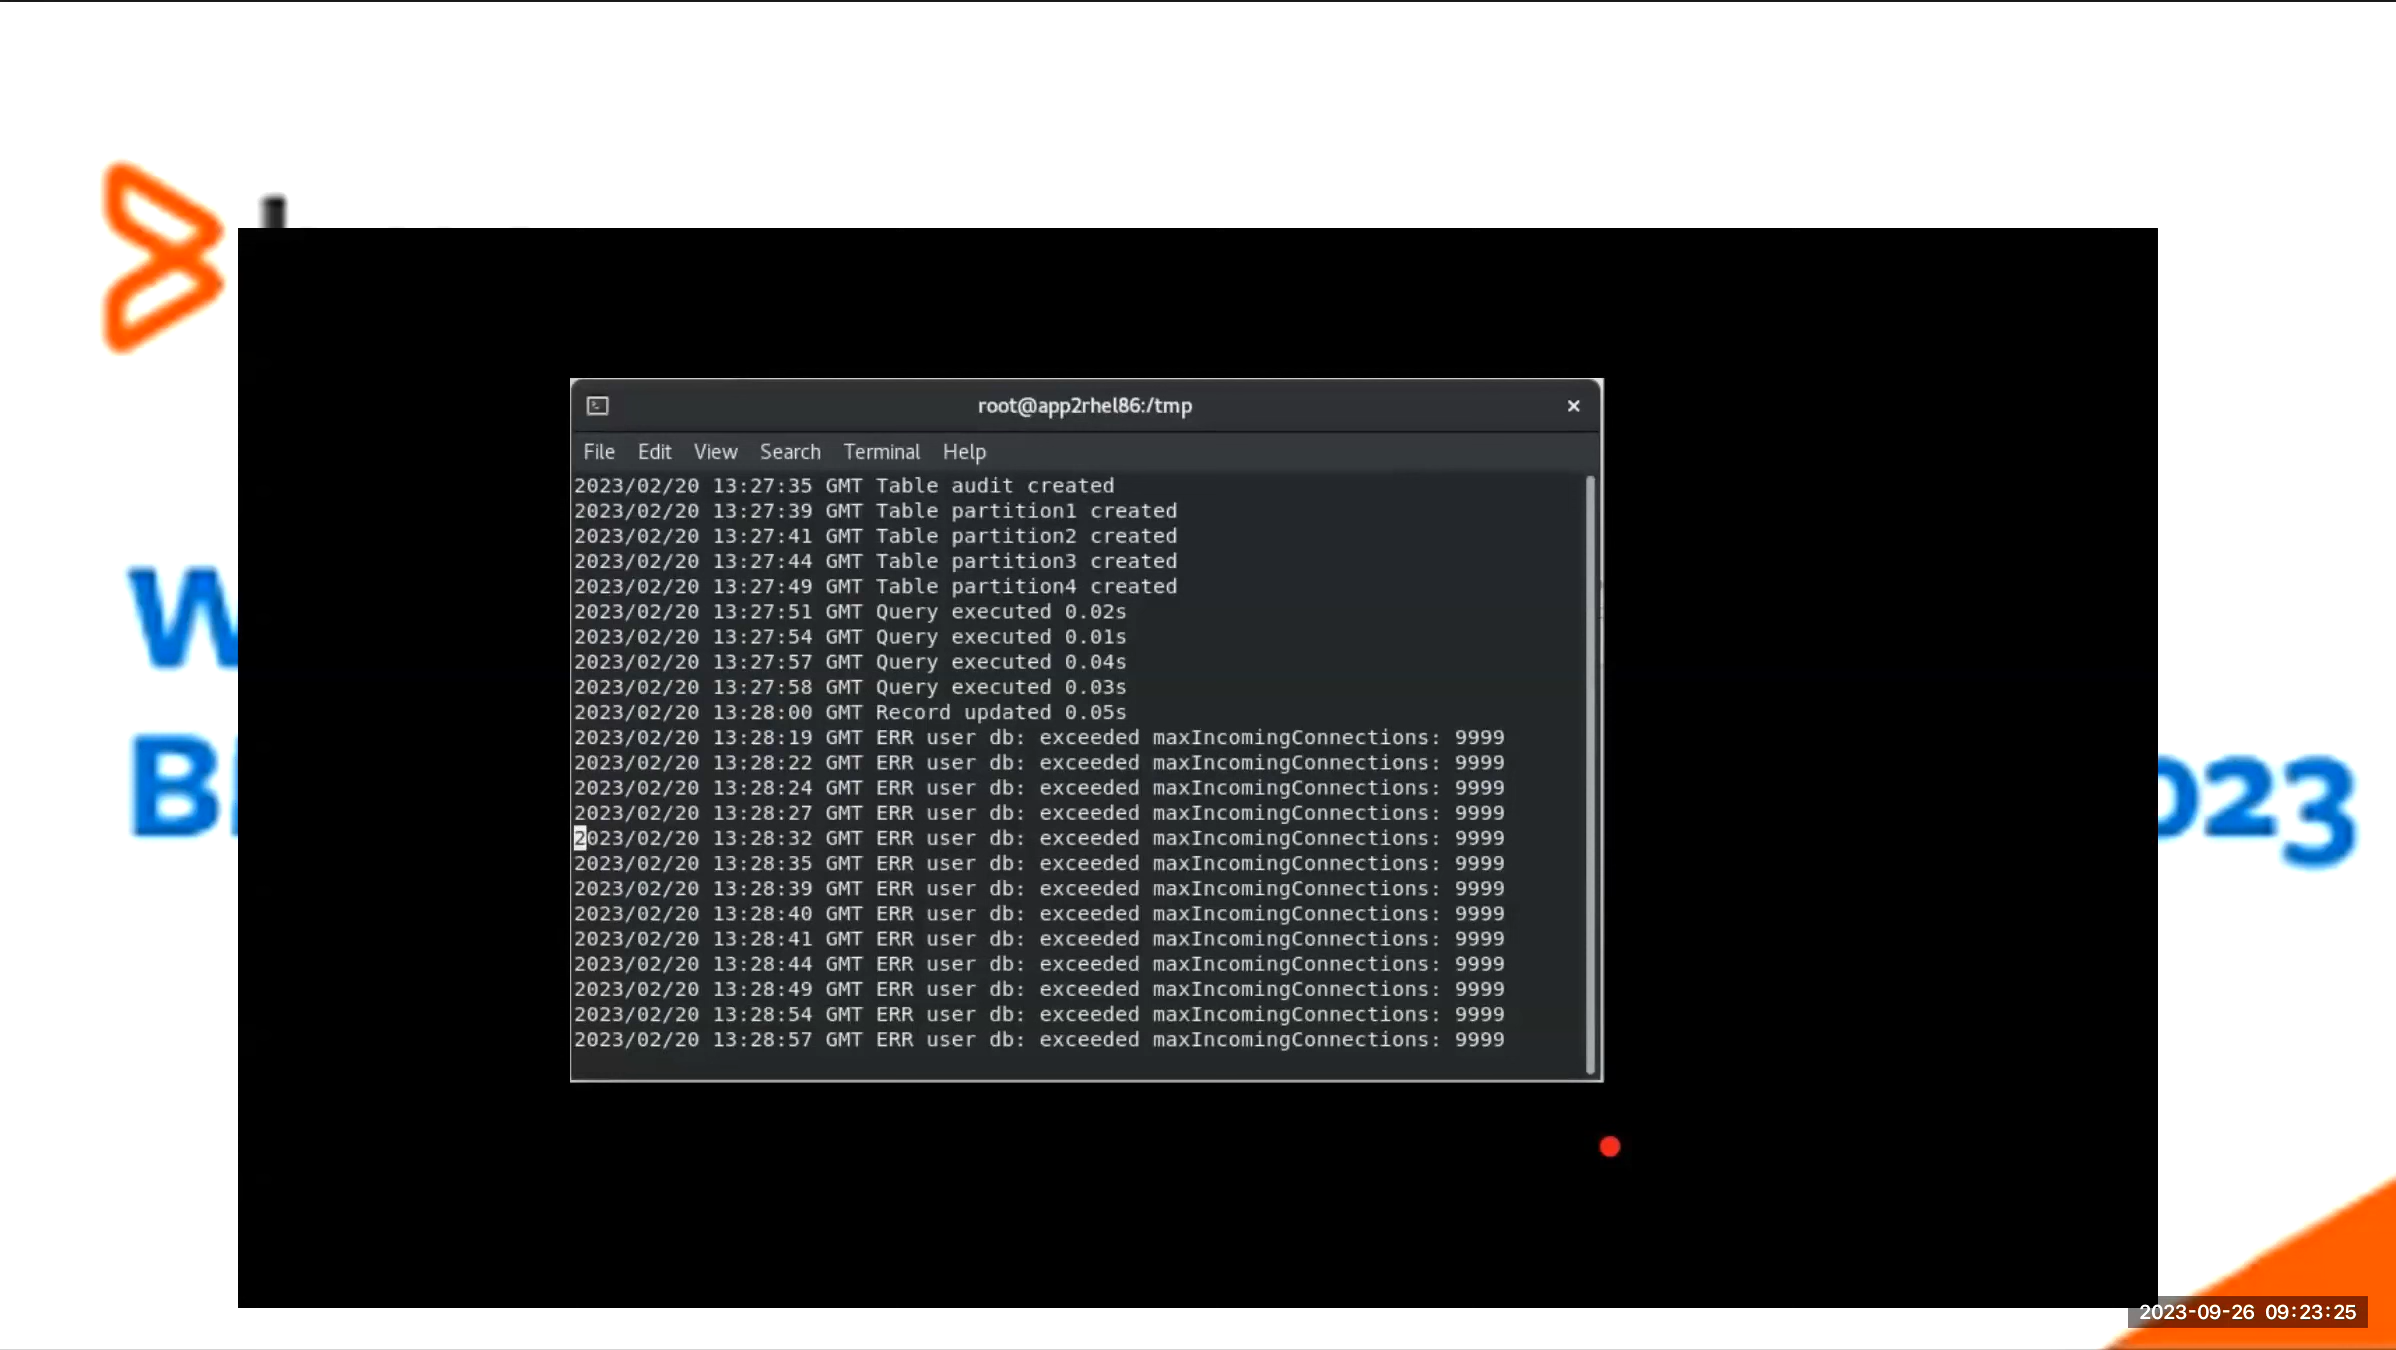 root@app2rhel86:/tmp
File Edit View Search Terminal Help
2023/02/20 13:27:35 GMT Table audit created
2023/02/20 13:27:39 GMT Table partition1 created
2023/02/20 13:27:41 GMT Table partition2 created
2023/02/20 13:27:44 GMT Table partition3 created
2023/02/20 13:27:49 GMT Table partition4 created
2023/02/20 13:27:51 GMT Query executed 0.02s
2023/02/20 13:27:54 GMT Query executed 0.01s
2023/02/20 13:27:57 GMT Query executed 0.04s
2023/02/20 13:27:58 GMT Query executed 0.03s
2023/02/20 13:28:00 GMT Record updated 0.05s
2023/02/20 13:28:19 GMT ERR user db: exceeded maxIncomingConnections: 9999
2023/02/20 13:28:22 GMT ERR user db: exceeded maxIncomingConnections: 9999
2023/02/20 13:28:24 GMT ERR user db: exceeded maxIncomingConnections: 9999
2023/02/20 13:28:27 GMT ERR user db: exceeded maxIncomingConnections: 9999
2023/02/20 13:28:32 GMT ERR user db: exceeded maxIncomingConnections: 9999
2023/02/20 13:28:35 GMT ERR user db: exceeded maxIncomingConnections: 9999
2023/02/20 13:28:39 GMT ERR user db: exceeded maxIncomingConnections: 9999
2023/02/20 13:28:40 GMT ERR user db: exceeded maxIncomingConnections: 9999
2023/02/20 13:28:41 GMT ERR user db: exceeded maxIncomingConnections: 9999
2023/02/20 13:28:44 GMT ERR user db: exceeded maxIncomingConnections: 9999
2023/02/20 13:28:49 GMT ERR user db: exceeded maxIncomingConnections: 9999
2023/02/20 13:28:54 GMT ERR user db: exceeded maxIncomingConnections: 9999
2023/02/20 13:28:57 GMT ERR user db: exceeded maxIncomingConnections: 9999
2023-09-26 09:23:25